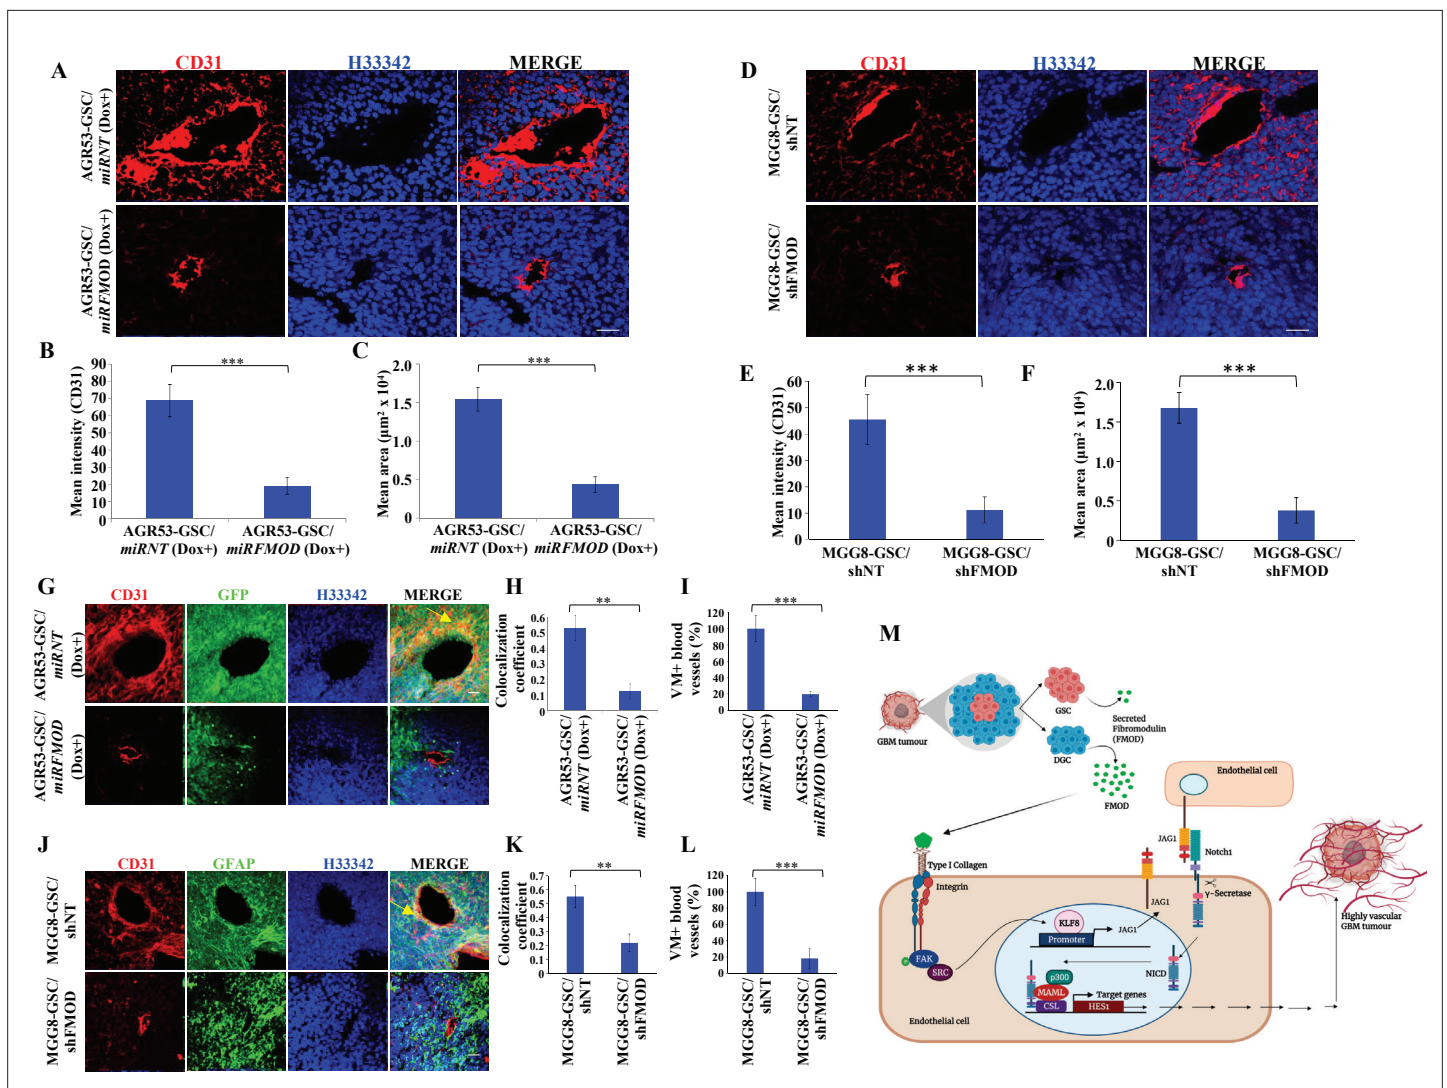 A
CD31
H33342
MERGE
AGR53-GSC/
miRNT (Dox+)
AGR53-GSC/
miRFMOD (Dox+)
B
Mean intensity (CD31)
90
80
70
60
50
40
30
20
10
0
***
AGR53-GSC/
miRNT (Dox+)
AGR53-GSC/
miRFMOD (Dox+)
C
Mean area (µm² x 10⁴)
2.0
1.5
1.0
0.5
0
***
AGR53-GSC/
miRNT (Dox+)
AGR53-GSC/
miRFMOD (Dox+)
D
CD31
H33342
MERGE
MGG8-GSC/
shNT
MGG8-GSC/
shFMOD
E
Mean intensity (CD31)
60
50
40
30
20
10
0
***
MGG8-GSC/
shNT
MGG8-GSC/
shFMOD
F
Mean area (µm² x 10⁴)
2.0
1.5
1.0
0.5
0
***
MGG8-GSC/
shNT
MGG8-GSC/
shFMOD
G
CD31
GFP
H33342
MERGE
AGR53-GSC/
miRNT
(Dox+)
AGR53-GSC/
miRFMOD
(Dox+)
H
Colocalization
coefficient
0.6
0.5
0.4
0.3
0.2
0.1
0
**
AGR53-GSC/
miRNT (Dox+)
AGR53-GSC/
miRFMOD (Dox+)
I
VM+ blood
vessels (%)
120
100
80
60
40
20
0
***
AGR53-GSC/
miRNT (Dox+)
AGR53-GSC/
miRFMOD (Dox+)
J
CD31
GFAP
H33342
MERGE
MGG8-GSC/
shNT
MGG8-GSC/
shFMOD
K
Colocalization
coefficient
0.7
0.6
0.5
0.4
0.3
0.2
0.1
0
**
MGG8-GSC/
shNT
MGG8-GSC/
shFMOD
L
VM+ blood
vessels (%)
120
100
80
60
40
20
0
***
MGG8-GSC/
shNT
MGG8-GSC/
shFMOD
M
GBM tumour
GSC
DGC
Secreted
Fibromodulin
(FMOD)
FMOD
Endothelial cell
JAG1
Notch1
Type I Collagen
Integrin
γ-Secretase
JAG1
KLF8
Promoter
JAG1
P
FAK
SRC
NICD
p300
MAML
CSL
HES1
Target genes
Endothelial cell
Highly vascular
GBM tumour